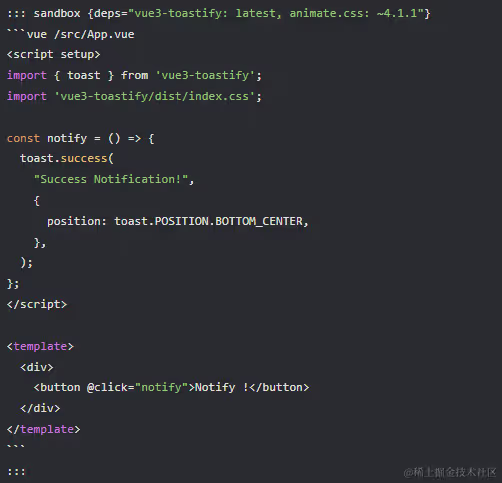 ::: sandbox {deps="vue3-toastify: latest, animate.css: ~4.1.1"}
```vue /src/App.vue
<script setup>
import { toast } from 'vue3-toastify';
import 'vue3-toastify/dist/index.css';

const notify = () => {
  toast.success(
    "Success Notification!",
    {
      position: toast.POSITION.BOTTOM_CENTER,
    },
  );
};
</script>

<template>
  <div>
    <button @click="notify">Notify !</button>
  </div>
</template>
```
:::
@稀土掘金技术社区